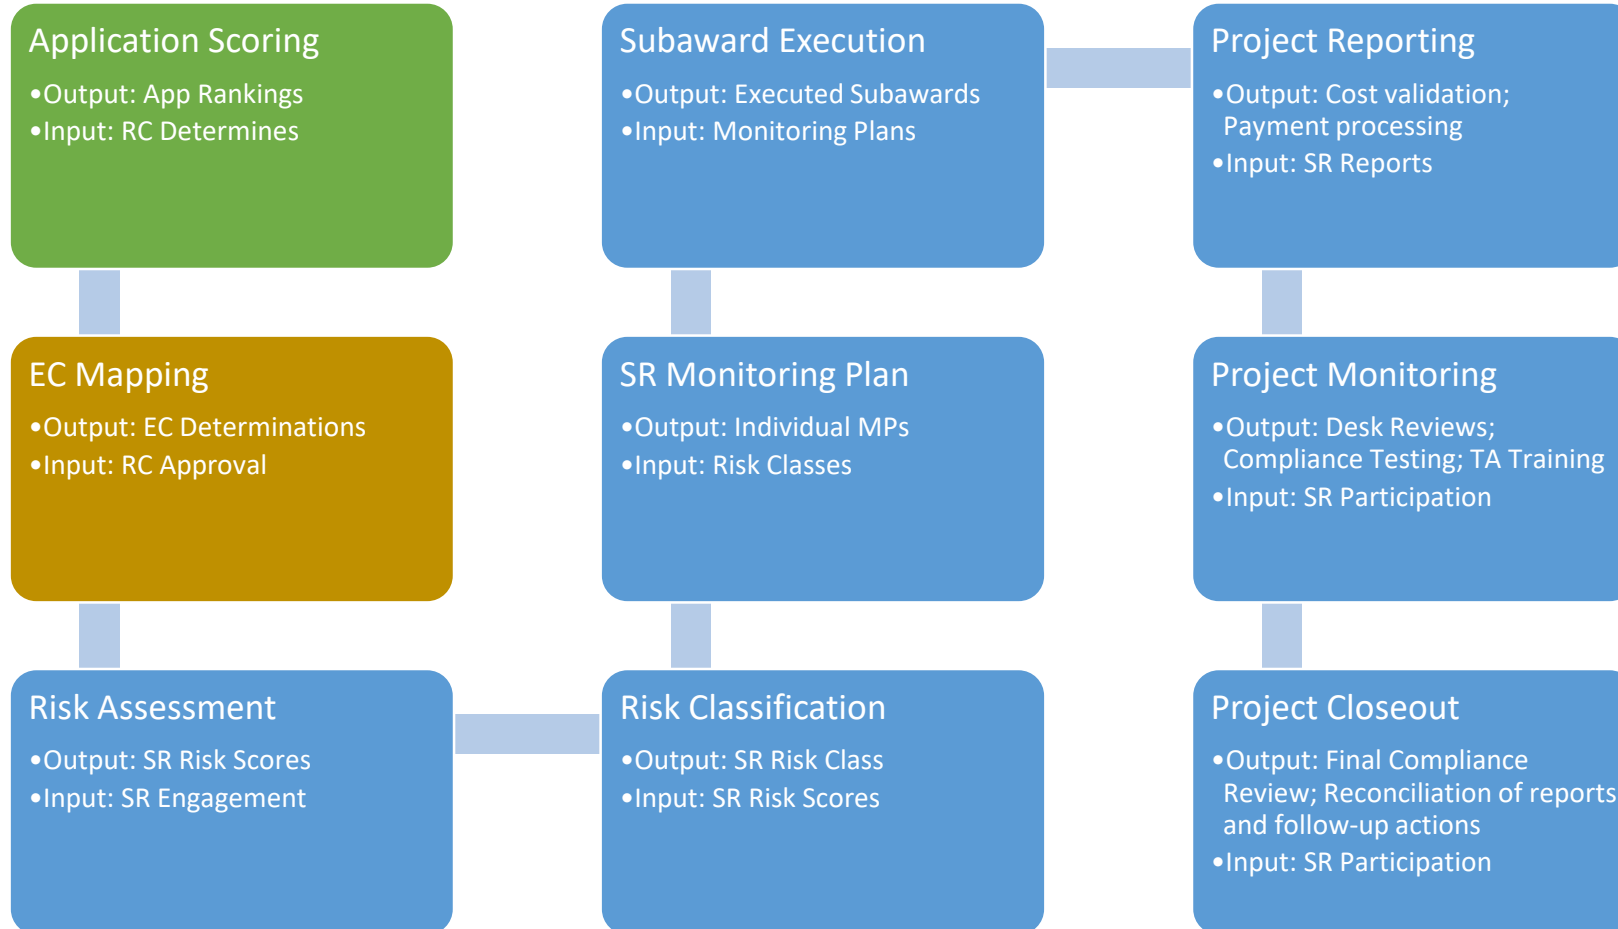 Application Scoring
•Output: App Rankings
•Input: RC Determines
EC Mapping
•Output: EC Determinations
•Input: RC Approval
Risk Assessment
•Output: SR Risk Scores
•Input: SR Engagement
Risk Classification
•Output: SR Risk Class
•Input: SR Risk Scores
SR Monitoring Plan
•Output: Individual MPs
•Input: Risk Classes
Subaward Execution
•Output: Executed Subawards
•Input: Monitoring Plans
Project Reporting
•Output: Cost validation;
Payment processing
•Input: SR Reports
Project Monitoring
•Output: Desk Reviews;
Compliance Testing; TA Training
•Input: SR Participation
Project Closeout
•Output: Final Compliance
Review; Reconciliation of reports
and follow-up actions
•Input: SR Participation